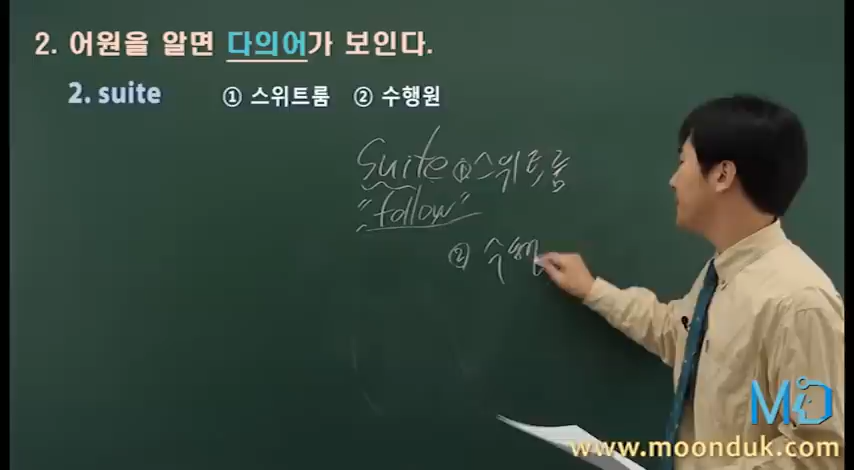 2. 어원을 알면 다의어가 보인다.
2. suite ① 스위트룸 ② 수행원
Suite ① 스위트룸
"follow"
② 수행
MD
www.moonduk.com